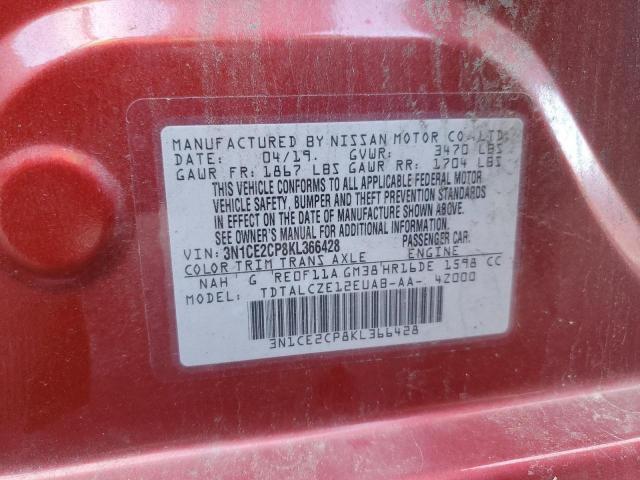 MANUFACTURED BY NISSAN MOTOR CO., LTD.
DATE: 04/19. GVWR: 3470 LBS
GAWR FR: 1867 LBS GAWR RR: 1704 LBS
THIS VEHICLE CONFORMS TO ALL APPLICABLE FEDERAL MOTOR
VEHICLE SAFETY, BUMPER AND THEFT PREVENTION STANDARDS
IN EFFECT ON THE DATE OF MANUFACTURE SHOWN ABOVE.
SEE OWNER'S MANUAL FOR ADDITIONAL INFORMATION.
VIN: 3N1CE2CP8KL366428 PASSENGER CAR.
COLOR TRIM TRANS AXLE ENGINE
NAH G RE0F11A GM38 HR16DE 1598 CC
MODEL: TDTALCZE12EUAB-AA- 4Z000
3N1CE2CP8KL366428